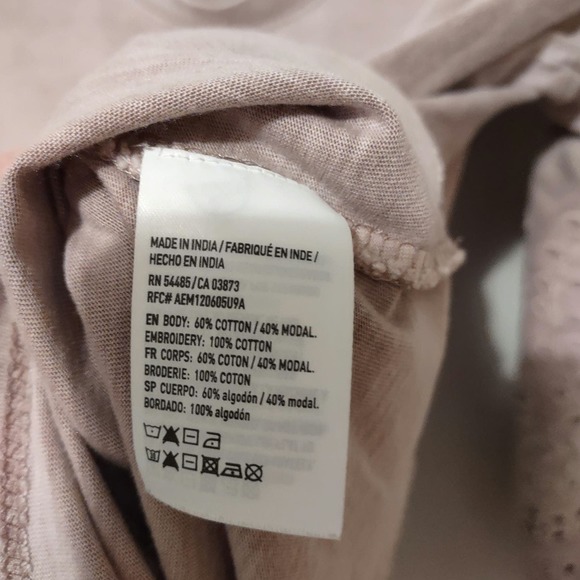 MADE IN INDIA / FABRIQUÉ EN INDE /
HECHO EN INDIA
RN 54485/CA 03873
RFC# AEM120605U9A
EN BODY: 60% COTTON / 40% MODAL.
EMBROIDERY: 100% COTTON
FR CORPS: 60% COTON / 40% MODAL.
BRODERIE: 100% COTON
SP CUERPO: 60% algodón / 40% modal.
BORDADO: 100% algodón